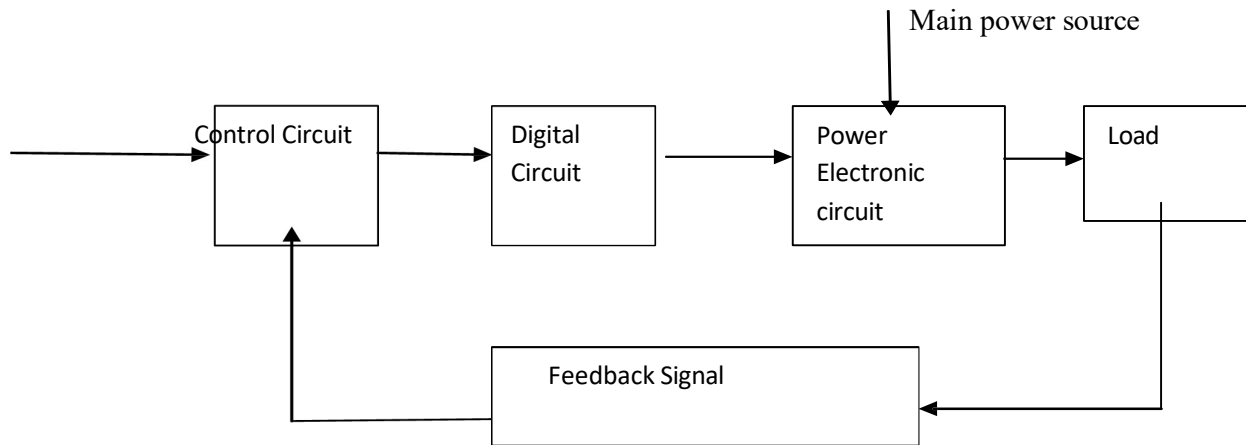 Main power source
Control Circuit
Digital
Circuit
Power
Electronic
circuit
Load
Feedback Signal